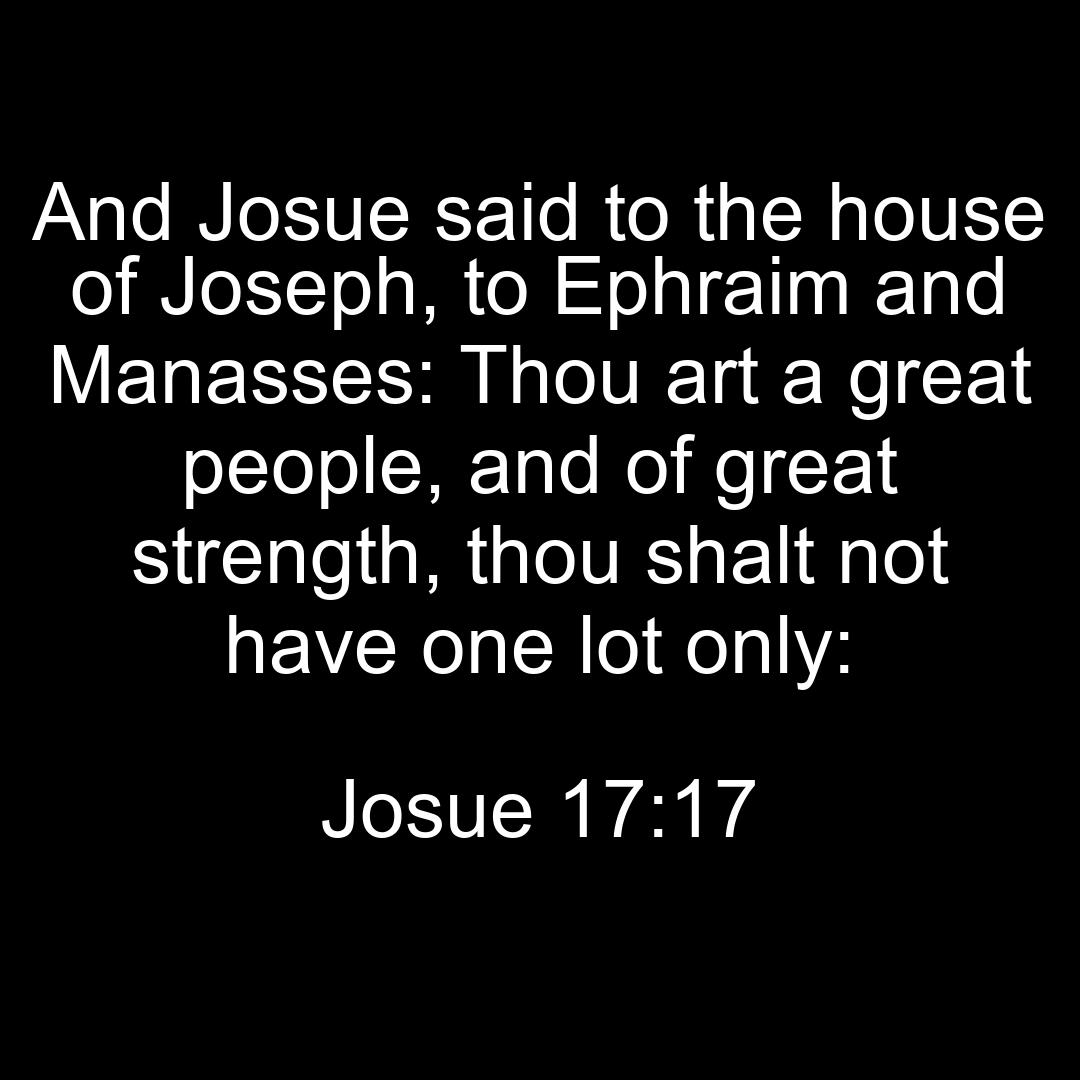 And Josue said to the house
of Joseph, to Ephraim and
Manasses: Thou art a great
people, and of great
strength, thou shalt not
have one lot only:
Josue 17:17